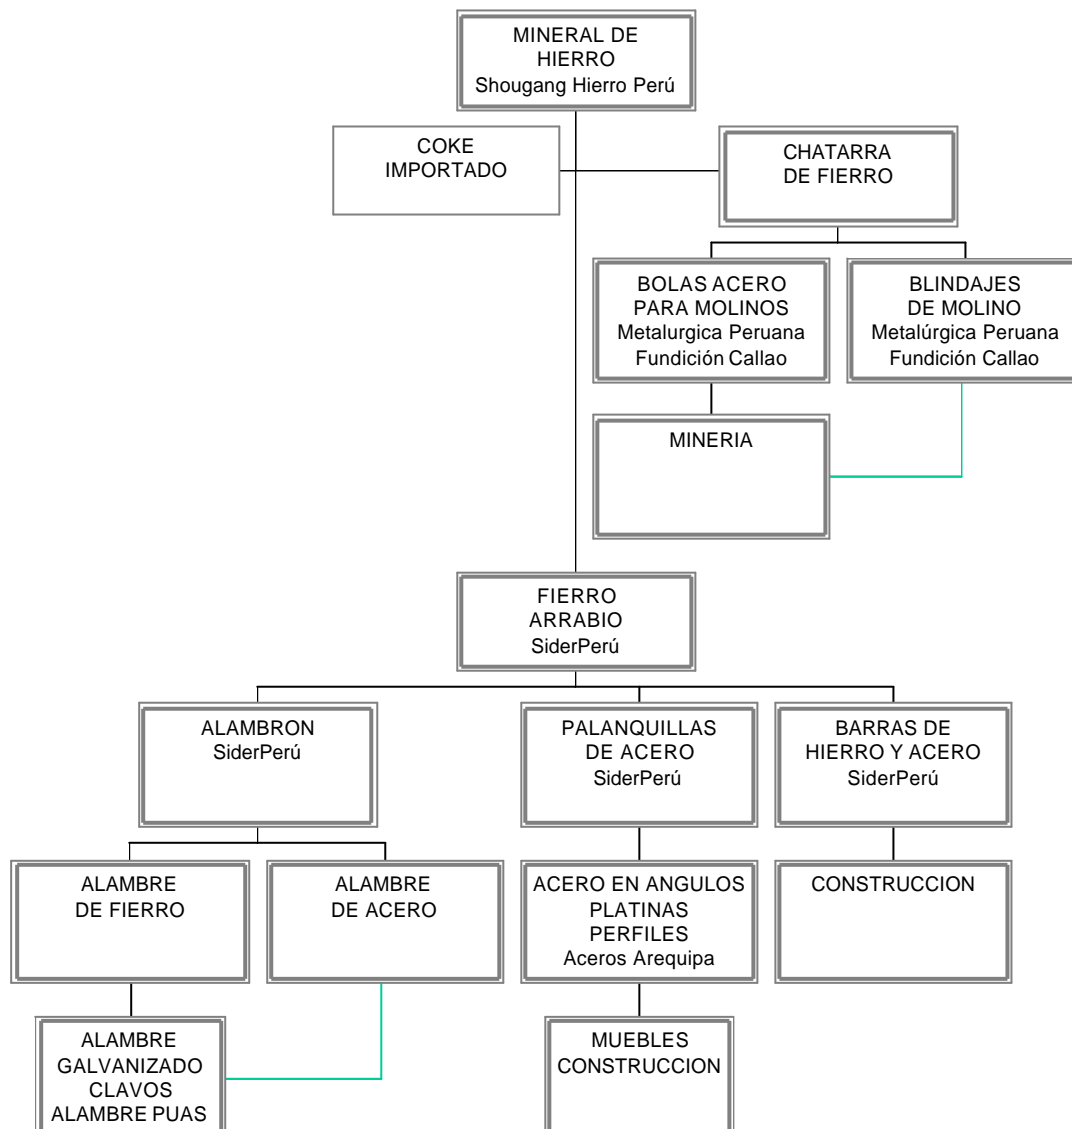 MINERAL DE
HIERRO
Shougang Hierro Perú
COKE
IMPORTADO
CHATARRA
DE FIERRO
BOLAS ACERO
PARA MOLINOS
Metalurgica Peruana
Fundición Callao
BLINDAJES
DE MOLINO
Metalúrgica Peruana
Fundición Callao
MINERIA
FIERRO
ARRABIO
SiderPerú
ALAMBRON
SiderPerú
PALANQUILLAS
DE ACERO
SiderPerú
BARRAS DE
HIERRO Y ACERO
SiderPerú
ALAMBRE
DE FIERRO
ALAMBRE
DE ACERO
ACERO EN ANGULOS
PLATINAS
PERFILES
Aceros Arequipa
CONSTRUCCION
ALAMBRE
GALVANIZADO
CLAVOS
ALAMBRE PUAS
MUEBLES
CONSTRUCCION